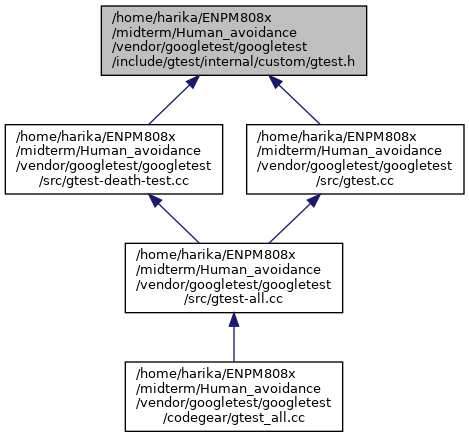 /home/harika/ENPM808x
/midterm/Human_avoidance
/vendor/googletest/googletest
/include/gtest/internal/custom/gtest.h
/home/harika/ENPM808x
/midterm/Human_avoidance
/vendor/googletest/googletest
/src/gtest-death-test.cc
/home/harika/ENPM808x
/midterm/Human_avoidance
/vendor/googletest/googletest
/src/gtest.cc
/home/harika/ENPM808x
/midterm/Human_avoidance
/vendor/googletest/googletest
/src/gtest-all.cc
/home/harika/ENPM808x
/midterm/Human_avoidance
/vendor/googletest/googletest
/codegear/gtest_all.cc